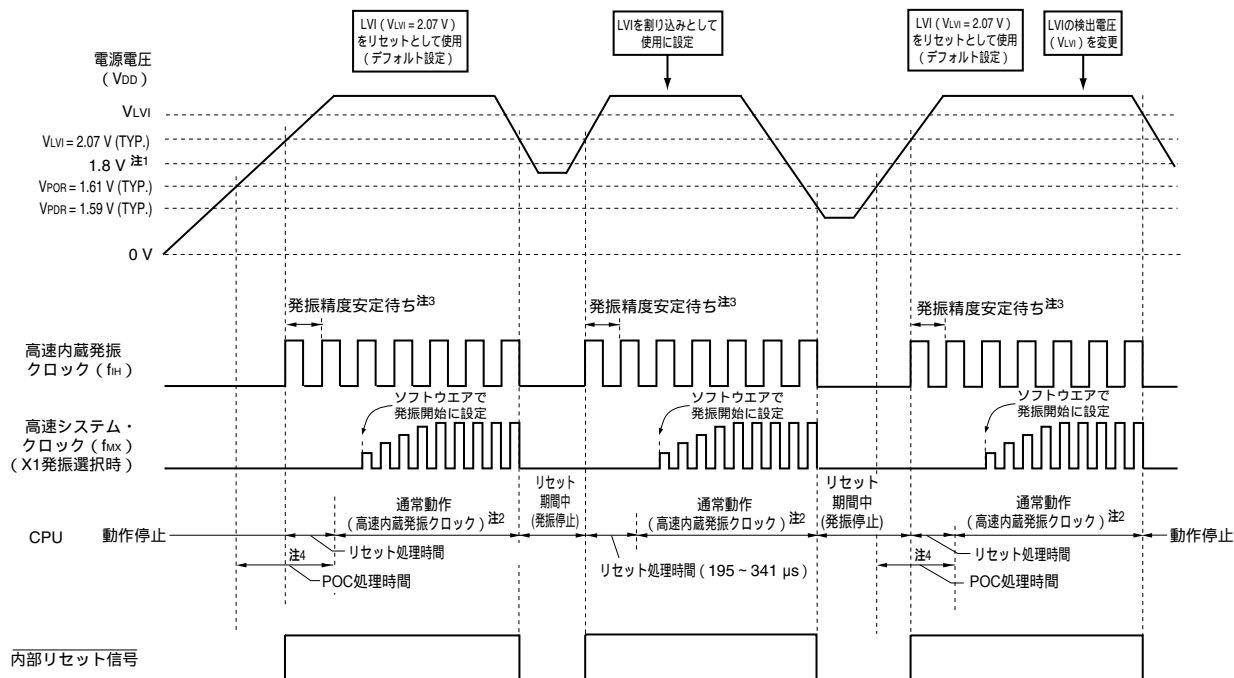 LVI（VLVI = 2.07 V）
をリセットとして使用
（デフォルト設定）
LVIを割り込みとして
使用に設定
LVI（VLVI = 2.07 V）
をリセットとして使用
（デフォルト設定）
LVIの検出電圧
（VLVI）を変更
電源電圧
（VDD）
VLVI
VLVI = 2.07 V (TYP.)
1.8 V 注1
VPOR = 1.61 V (TYP.)
VPDR = 1.59 V (TYP.)
0 V
発振精度安定待ち注3
発振精度安定待ち注3
発振精度安定待ち注3
高速内蔵発振
クロック（fIH）
ソフトウエアで
発振開始に設定
ソフトウエアで
発振開始に設定
ソフトウエアで
発振開始に設定
高速システム・
クロック（fMX）
（X1発振選択時）
CPU
動作停止
通常動作
（高速内蔵発振クロック）注2
リセット
期間中
(発振停止)
通常動作
（高速内蔵発振クロック）注2
リセット
期間中
(発振停止)
通常動作
（高速内蔵発振クロック）注2
動作停止
リセット処理時間
注4
POC処理時間
リセット処理時間（195 ~ 341 μs）
リセット処理時間
注4
POC処理時間
内部リセット信号